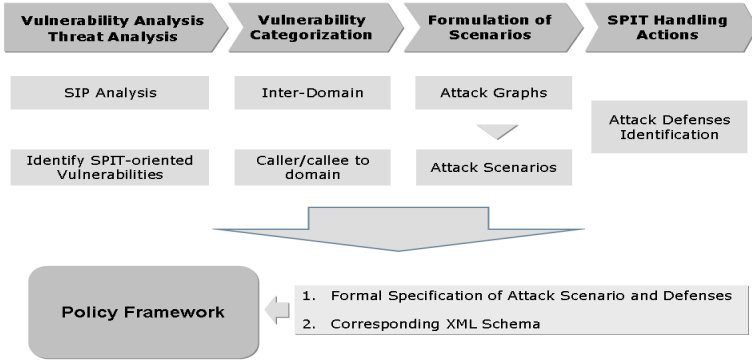 Vulnerability Analysis
Threat Analysis
Vulnerability
Categorization
Formulation of
Scenarios
SPIT Handling
Actions
SIP Analysis
Inter-Domain
Attack Graphs
Attack Defenses
Identification
Identify SPIT-oriented
Vulnerabilities
Caller/callee to
domain
Attack Scenarios
Policy Framework
1. Formal Specification of Attack Scenario and Defenses
2. Corresponding XML Schema